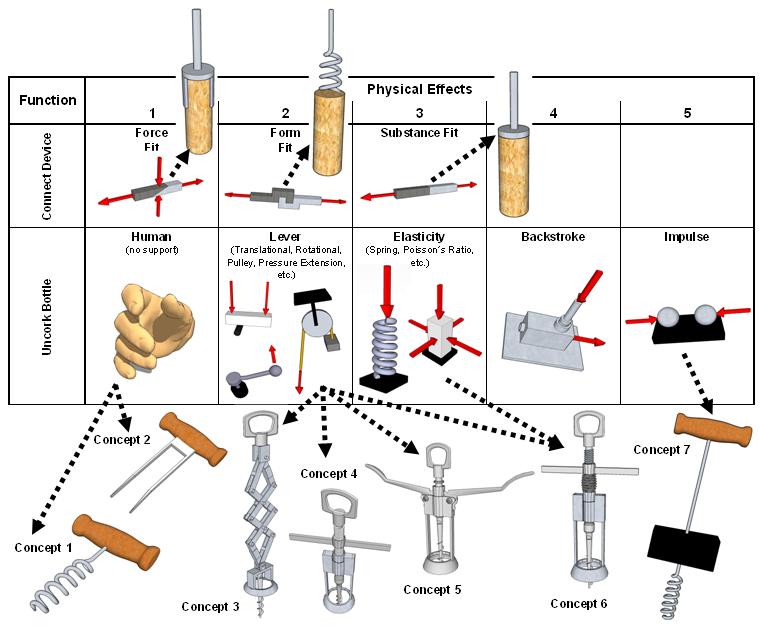 Physical Effects
Function
1
2
3
4
5
Connect Device
Force
Fit
Form
Fit
Substance Fit
Uncork Bottle
Human
(no support)
Lever
(Translational, Rotational,
Pulley, Pressure Extension,
etc.)
Elasticity
(Spring, Poisson´s Ratio,
etc.)
Backstroke
Impulse
Concept 2
Concept 7
Concept 4
Concept 1
Concept 5
Concept 3
Concept 6